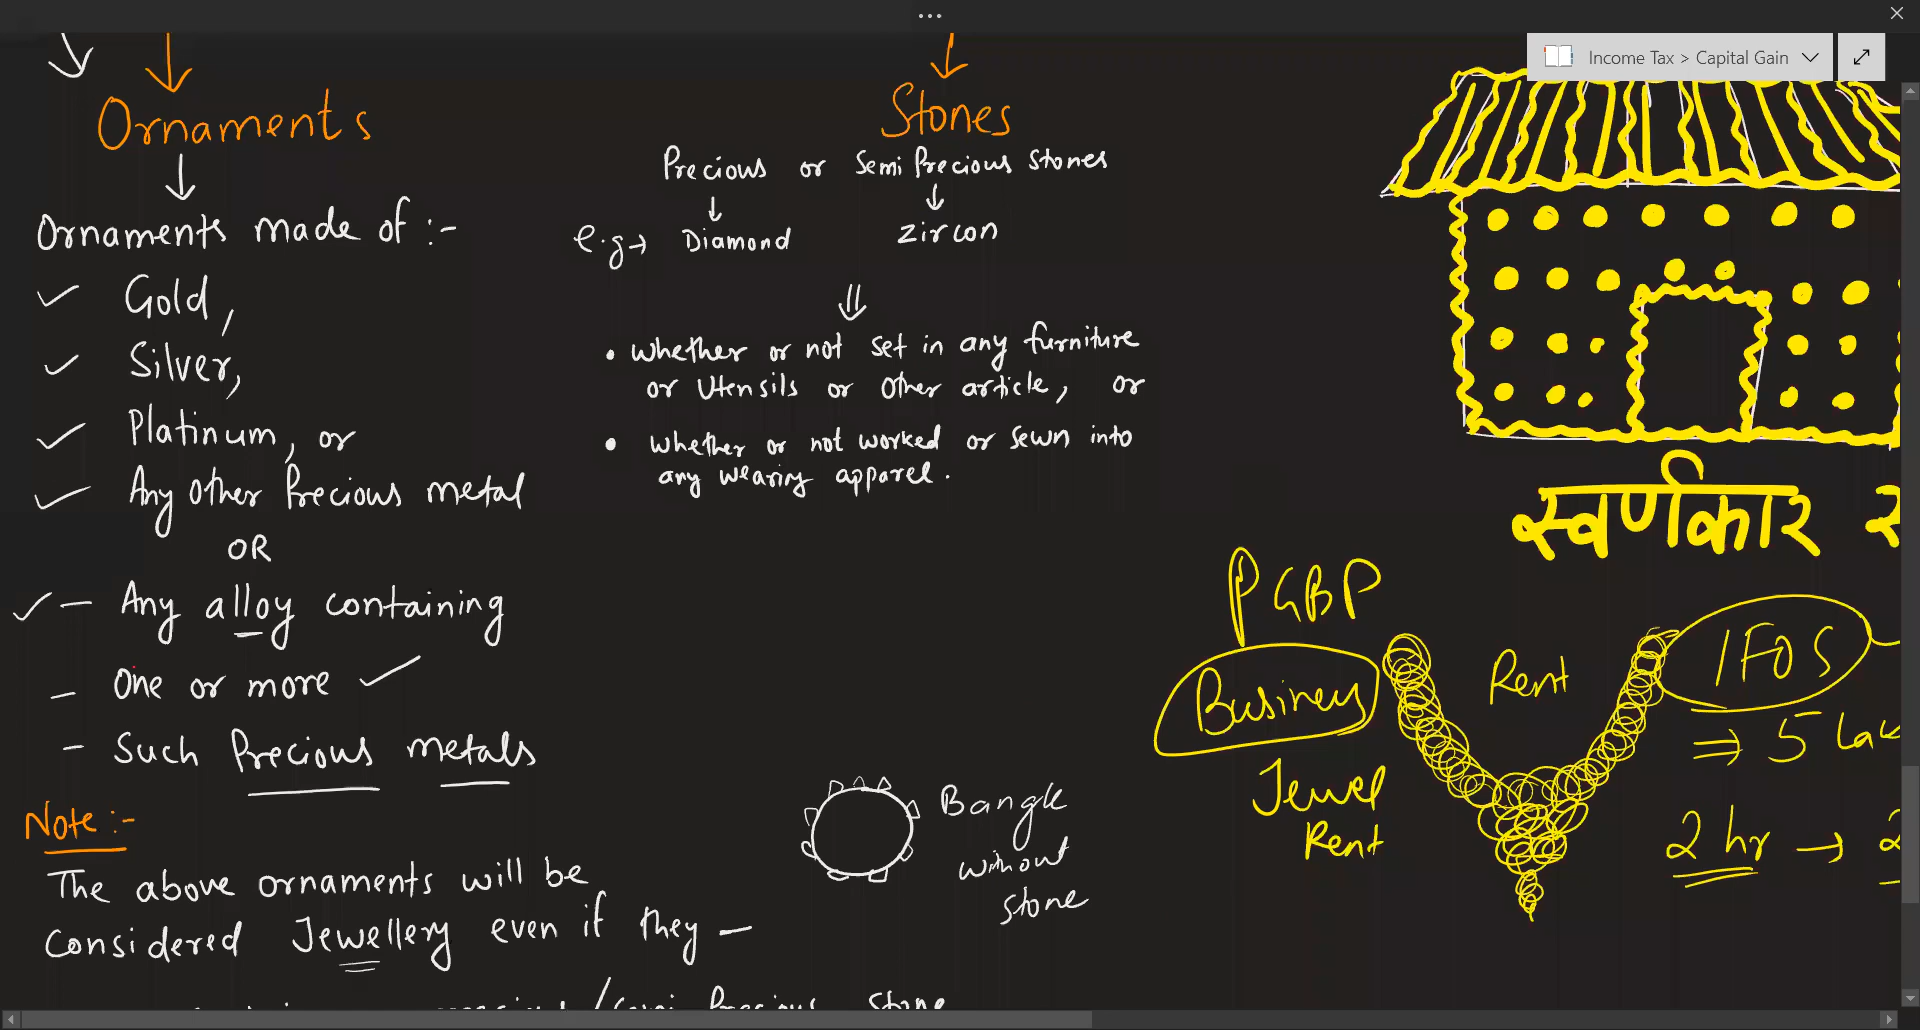 Income Tax > Capital Gain
Ornaments
Ornaments made of :-
Gold,
Silver,
Platinum, or
Any other Precious metal
OR
— Any alloy containing
— One or more
— Such Precious metals
Note:-
The above ornaments will be
Considered Jewellery even if they —
Stones
Precious or Semi Precious Stones
e.g → Diamond Zircon
• Whether or not set in any furniture
or Utensils or Other article, or
• Whether or not worked or sewn into
any wearing apparel.
Bangle
without
stone
स्वर्णकार
PGBP
Business
Jewel
Rent
Rent
IFOS
⇒ 5 Lak
2 hr →
Precious stone